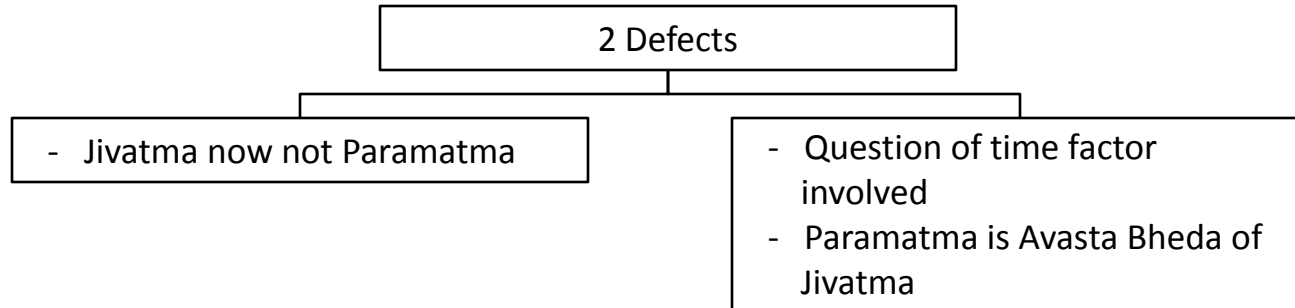 2 Defects
- Jivatma now not Paramatma
- Question of time factor
involved
- Paramatma is Avasta Bheda of
Jivatma